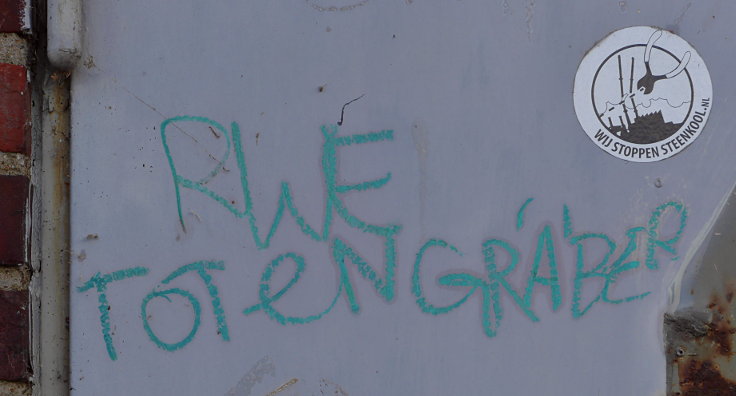 WIJ STOPPEN STEENKOOL.NL
RWE
TOTENGRÄBER